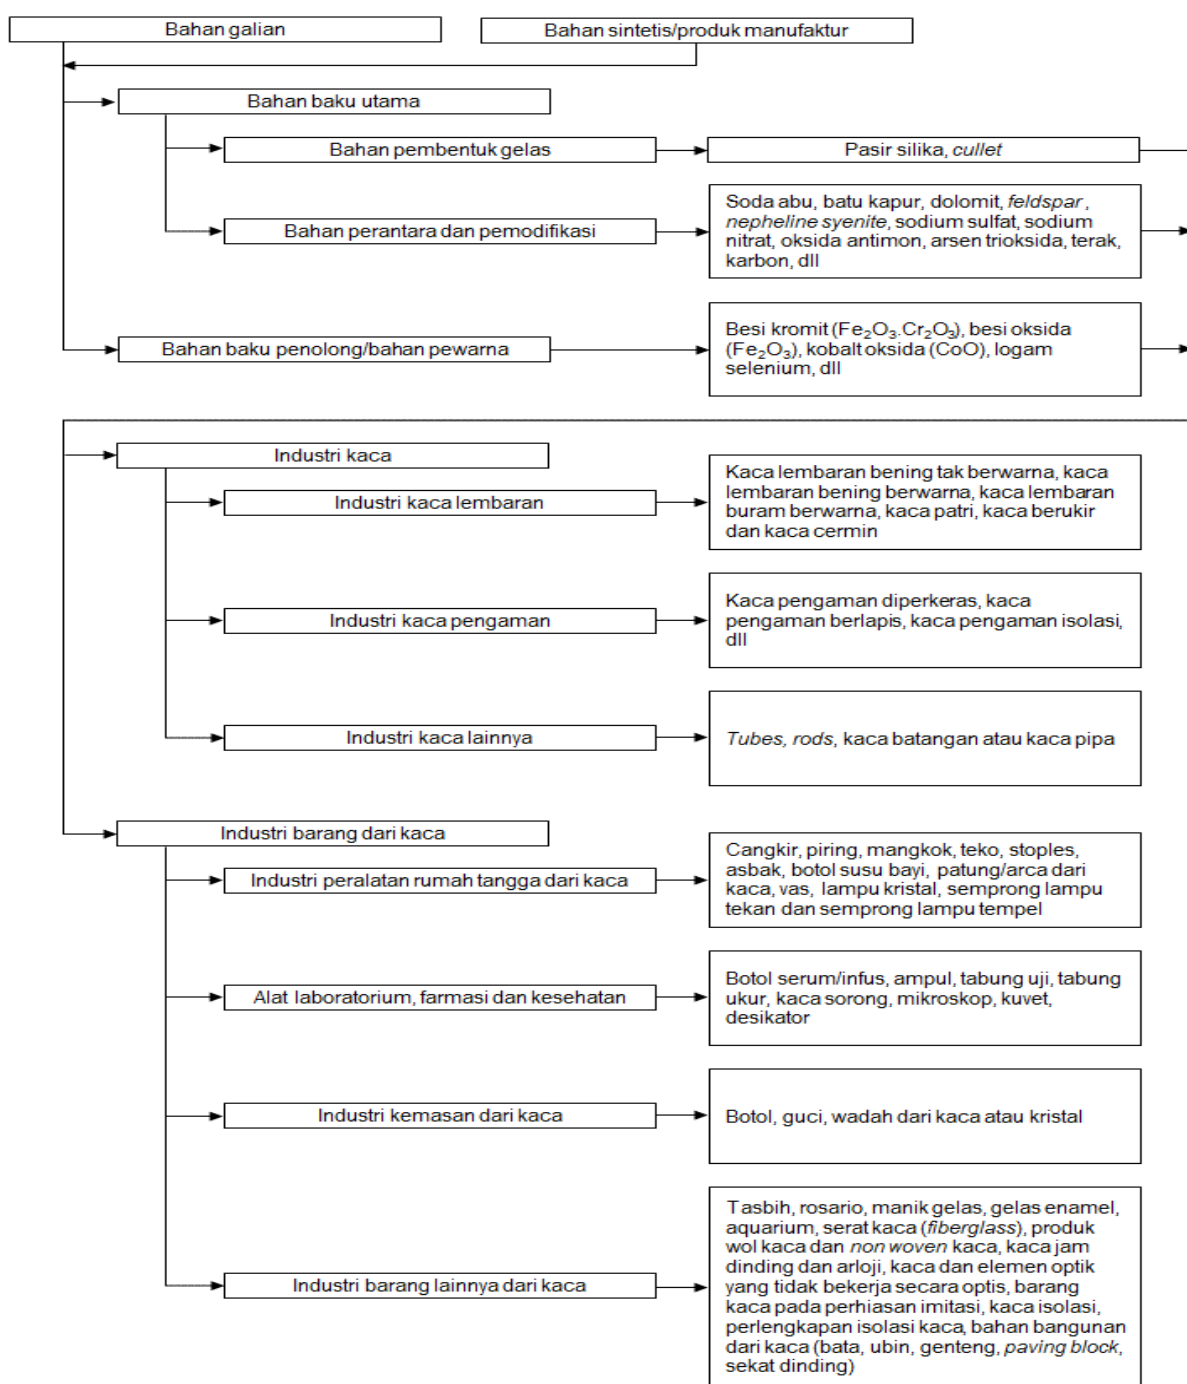 Bahan galian
Bahan sintetis/produk manufaktur
Bahan baku utama
Bahan pembentuk gelas
Pasir silika, cullet
Bahan perantara dan pemodifikasi
Soda abu, batu kapur, dolomit, feldspar,
nepheline syenite, sodium sulfat, sodium
nitrat, oksida antimon, arsen trioksida, terak,
karbon, dll
Bahan baku penolong/bahan pewarna
Besi kromit (Fe₂O₃.Cr₂O₃), besi oksida
(Fe₂O₃), kobalt oksida (CoO), logam
selenium, dll
Industri kaca
Industri kaca lembaran
Kaca lembaran bening tak berwarna, kaca
lembaran bening berwarna, kaca lembaran
buram berwarna, kaca patri, kaca berukir
dan kaca cermin
Industri kaca pengaman
Kaca pengaman diperkeras, kaca
pengaman berlapis, kaca pengaman isolasi,
dll
Industri kaca lainnya
Tubes, rods, kaca batangan atau kaca pipa
Industri barang dari kaca
Industri peralatan rumah tangga dari kaca
Cangkir, piring, mangkok, teko, stoples,
asbak, botol susu bayi, patung/arca dari
kaca, vas, lampu kristal, semprong lampu
tekan dan semprong lampu tempel
Alat laboratorium, farmasi dan kesehatan
Botol serum/infus, ampul, tabung uji, tabung
ukur, kaca sorong, mikroskop, kuvet,
desikator
Industri kemasan dari kaca
Botol, guci, wadah dari kaca atau kristal
Industri barang lainnya dari kaca
Tasbih, rosario, manik gelas, gelas enamel,
aquarium, serat kaca (fiberglass), produk
wol kaca dan non woven kaca, kaca jam
dinding dan arloji, kaca dan elemen optik
yang tidak bekerja secara optis, barang
kaca pada perhiasan imitasi, kaca isolasi,
perlengkapan isolasi kaca, bahan bangunan
dari kaca (bata, ubin, genteng, paving block,
sekat dinding)